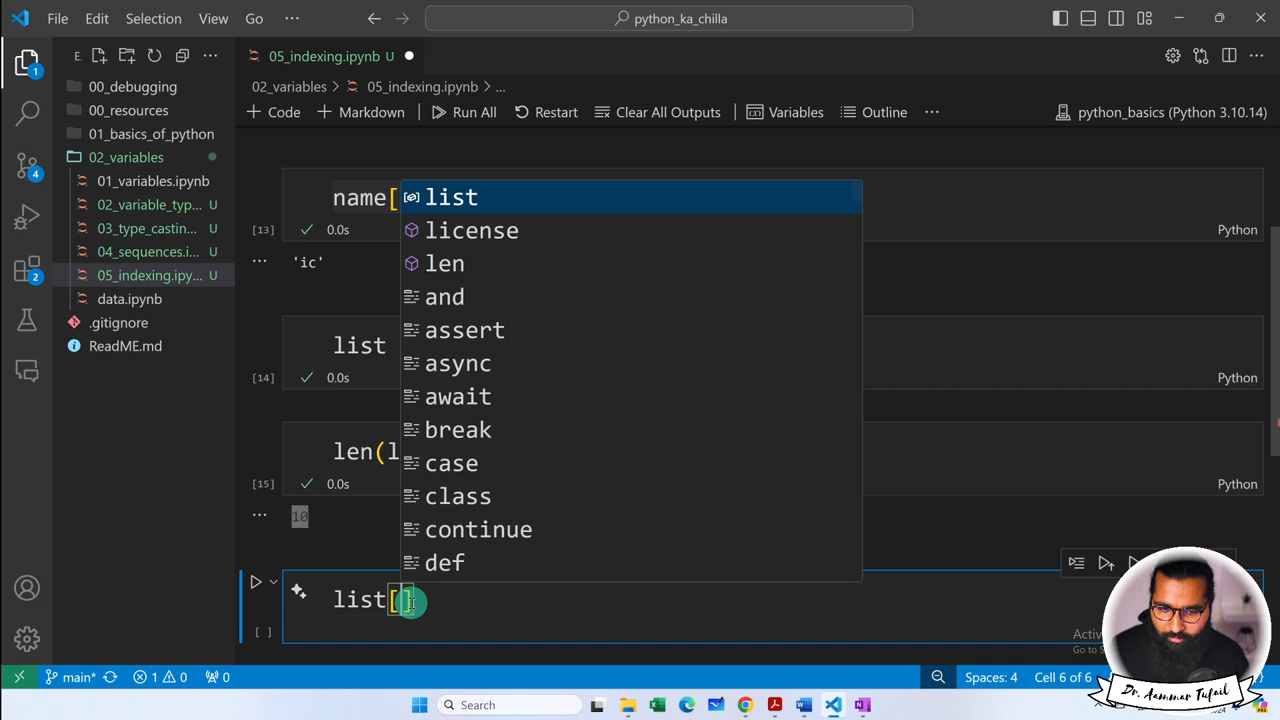 File Edit Selection View Go ··· python_ka_chilla
E. 05_indexing.ipynb U
00_debugging
00_resources
01_basics_of_python
02_variables
01_variables.ipynb
02_variable_typ... U
03_type_castin... U
04_sequences.i... U
05_indexing.ipy... U
data.ipynb
.gitignore
ReadME.md
1
4
2
02_variables > 05_indexing.ipynb > ...
+ Code + Markdown Run All Restart Clear All Outputs Variables Outline ··· python_basics (Python 3.10.14)
name[
[13] 0.0s Python
'ic'
list
[14] 0.0s Python
len(l
[15] 0.0s Python
10
list[]
[ ]
list
license
len
and
assert
async
await
break
case
class
continue
def
main* 1 0 0 Spaces: 4 Cell 6 of 6
Search
Dr. Aammar Tufail